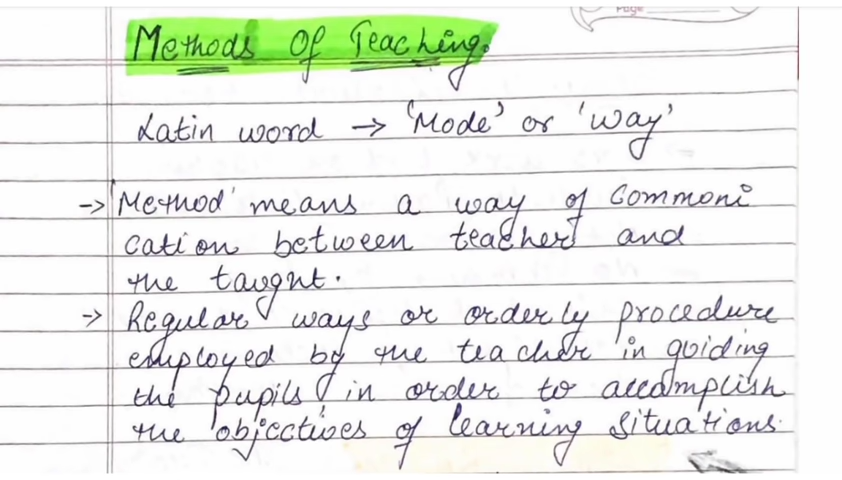 Page
Methods Of Teaching.
Latin word → 'Mode' or 'way'
→ 'Method' means a way of Commoni
cation between teacher and
the taught.
→ Regular ways or orderly procedure
employed by the teacher in guiding
the pupils in order to accomplish
the objectives of learning situations.